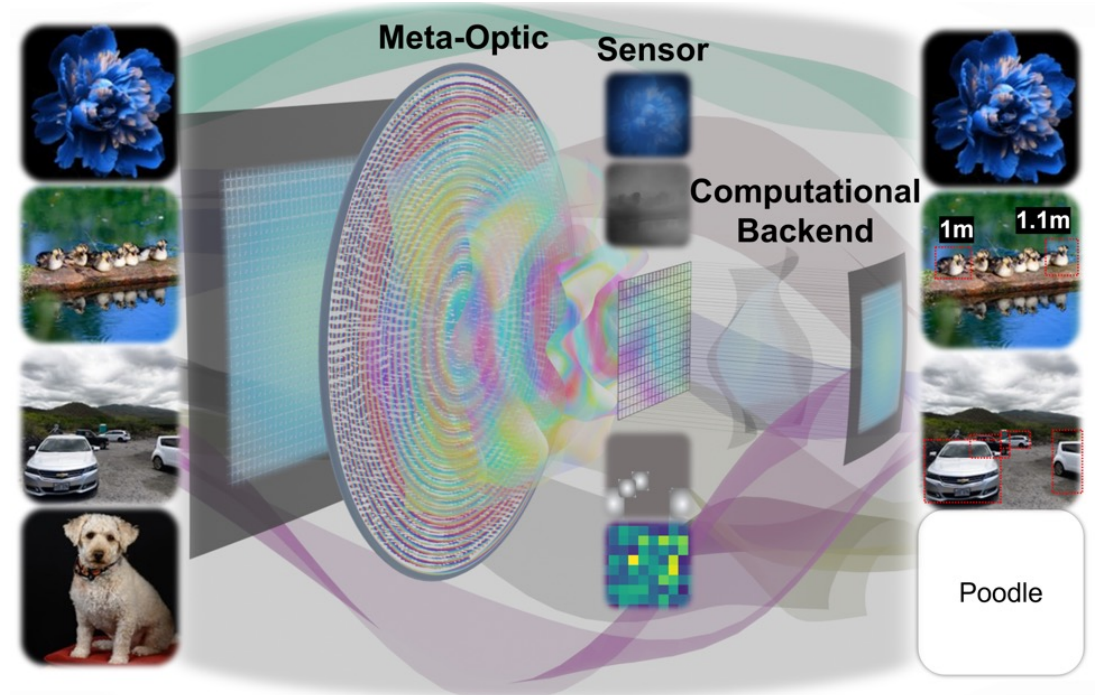 Meta-Optic
Sensor
Computational
Backend
1m
1.1m
Poodle